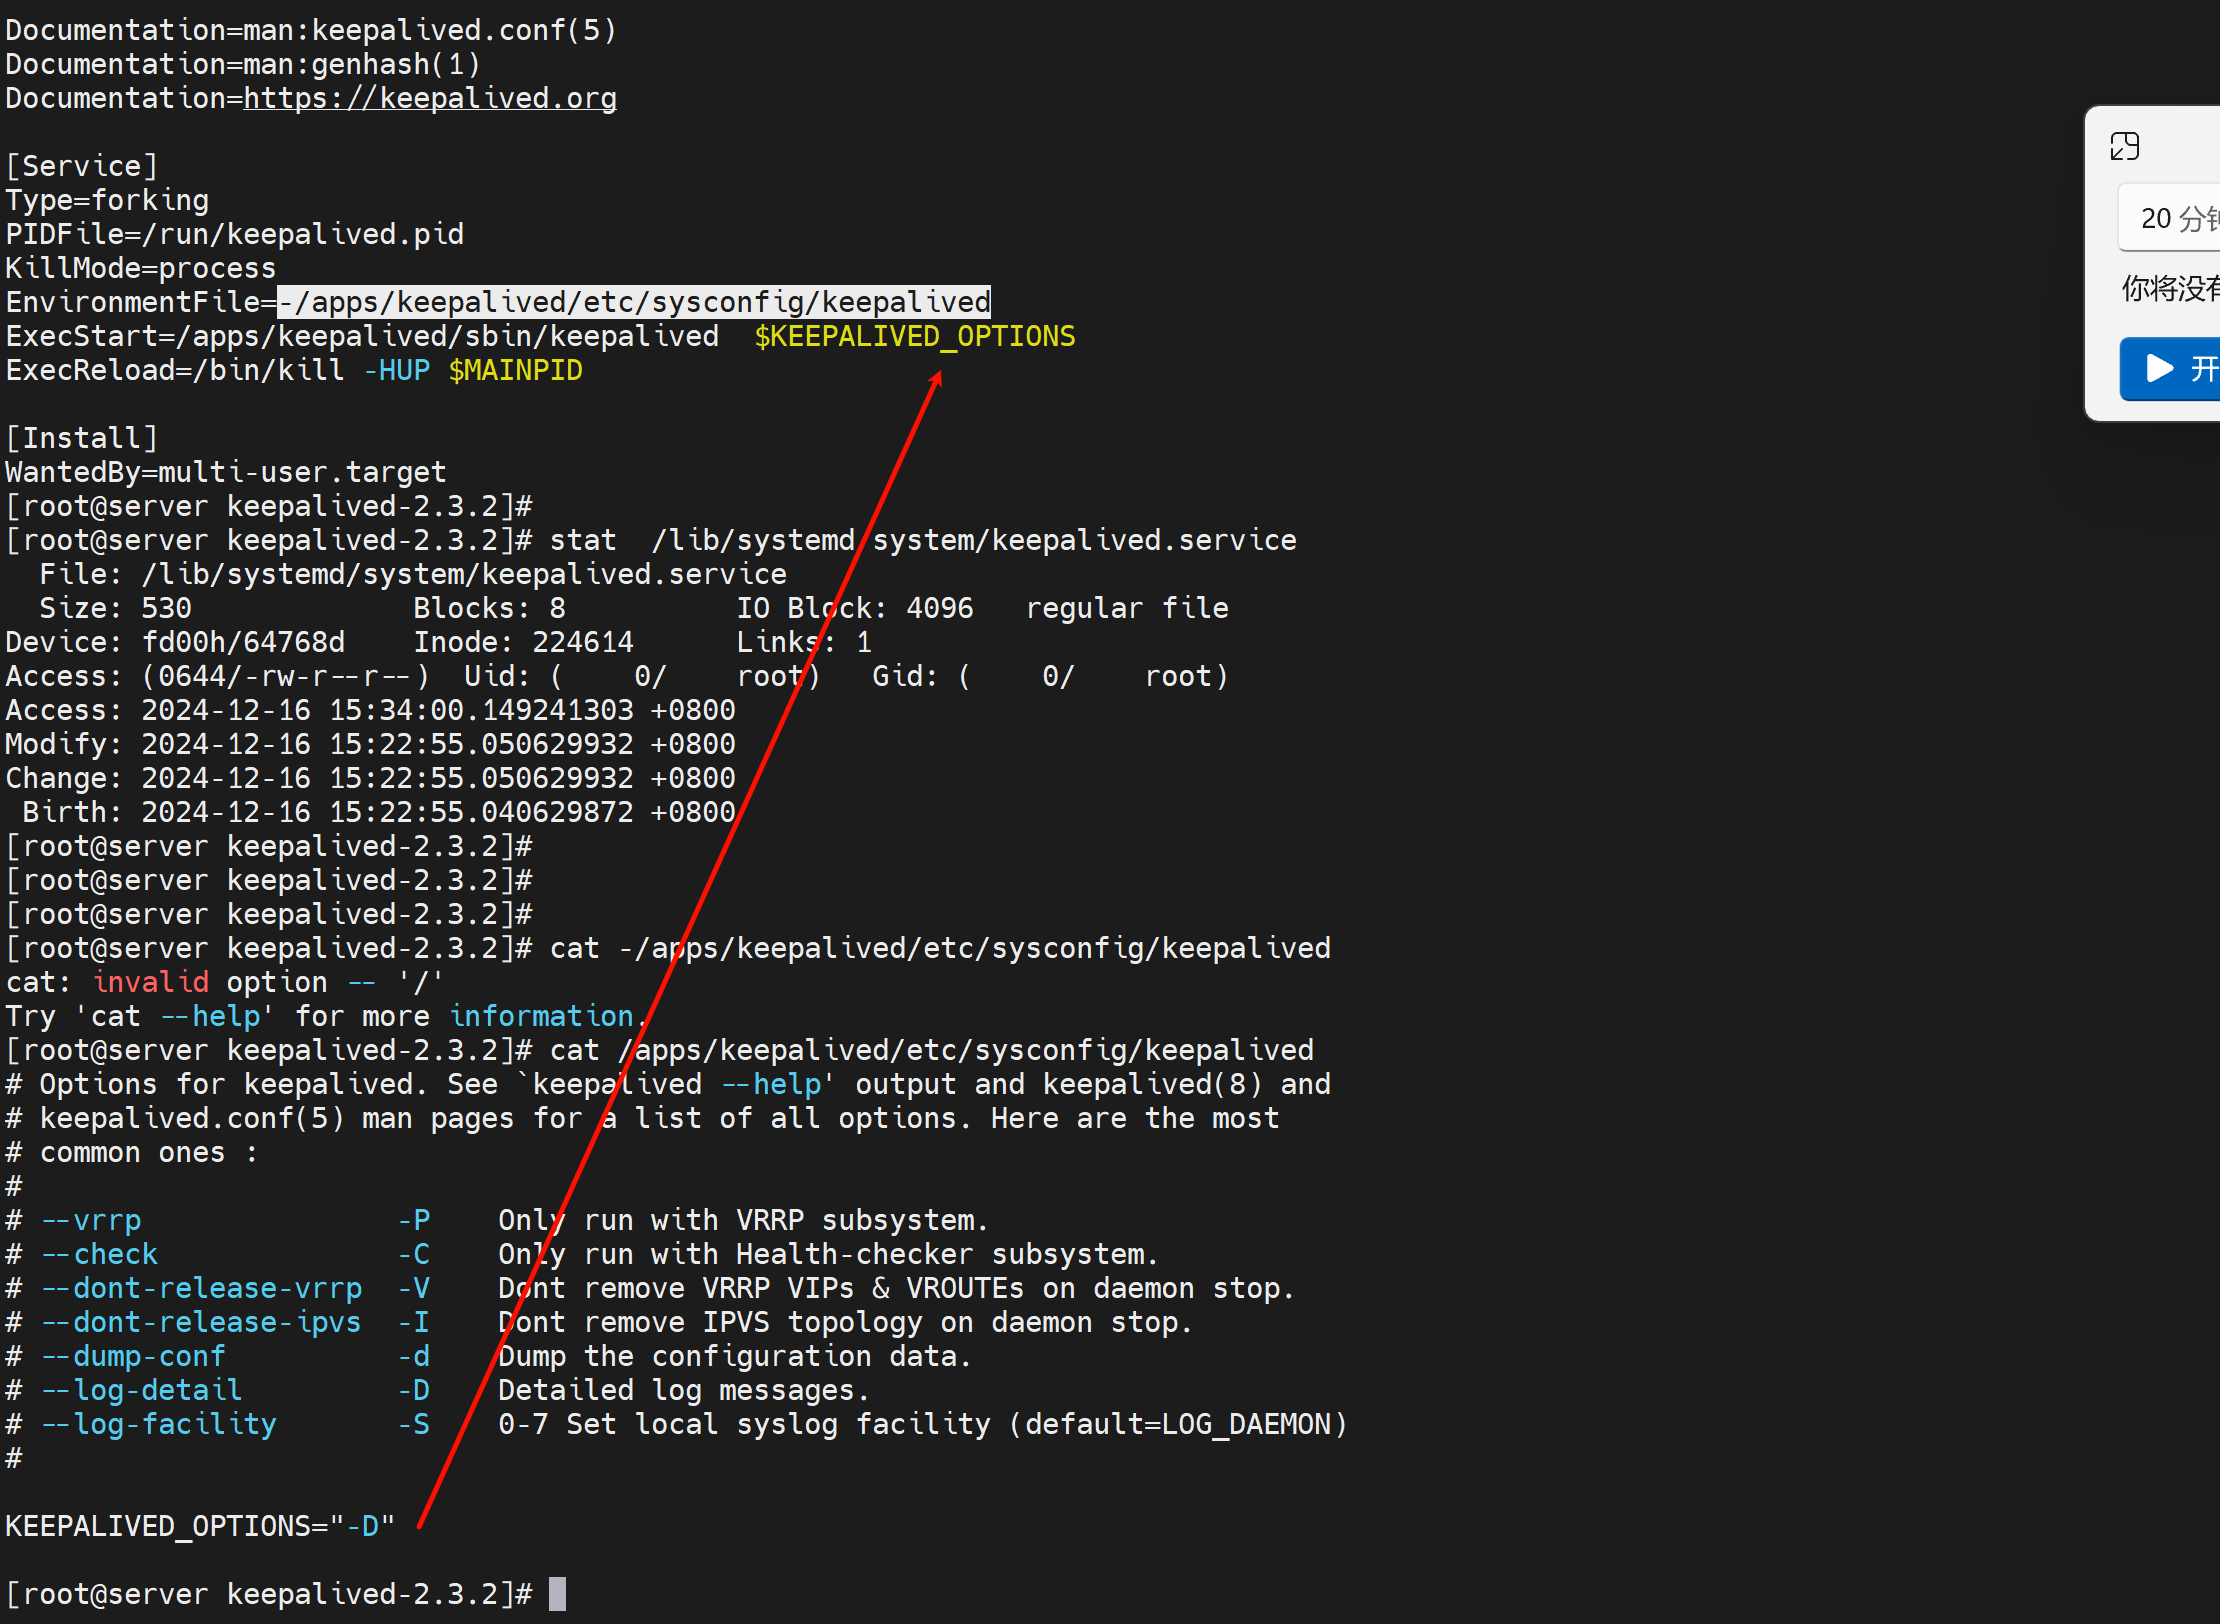 Documentation=man:keepalived.conf(5)
Documentation=man:genhash(1)
Documentation=https://keepalived.org
[Service]
Type=forking
PIDFile=/run/keepalived.pid
KillMode=process
EnvironmentFile=-/apps/keepalived/etc/sysconfig/keepalived
ExecStart=/apps/keepalived/sbin/keepalived  $KEEPALIVED_OPTIONS
ExecReload=/bin/kill -HUP $MAINPID
[Install]
WantedBy=multi-user.target
[root@server keepalived-2.3.2]#
[root@server keepalived-2.3.2]# stat  /lib/systemd/system/keepalived.service
  File: /lib/systemd/system/keepalived.service
  Size: 530             Blocks: 8          IO Block: 4096   regular file
Device: fd00h/64768d    Inode: 224614      Links: 1
Access: (0644/-rw-r--r--)  Uid: (    0/    root)   Gid: (    0/    root)
Access: 2024-12-16 15:34:00.149241303 +0800
Modify: 2024-12-16 15:22:55.050629932 +0800
Change: 2024-12-16 15:22:55.050629932 +0800
 Birth: 2024-12-16 15:22:55.040629872 +0800
[root@server keepalived-2.3.2]#
[root@server keepalived-2.3.2]#
[root@server keepalived-2.3.2]#
[root@server keepalived-2.3.2]# cat -/apps/keepalived/etc/sysconfig/keepalived
cat: invalid option -- '/'
Try 'cat --help' for more information.
[root@server keepalived-2.3.2]# cat /apps/keepalived/etc/sysconfig/keepalived
# Options for keepalived. See `keepalived --help' output and keepalived(8) and
# keepalived.conf(5) man pages for a list of all options. Here are the most
# common ones :
#
# --vrrp               -P    Only run with VRRP subsystem.
# --check              -C    Only run with Health-checker subsystem.
# --dont-release-vrrp  -V    Dont remove VRRP VIPs & VROUTEs on daemon stop.
# --dont-release-ipvs  -I    Dont remove IPVS topology on daemon stop.
# --dump-conf          -d    Dump the configuration data.
# --log-detail         -D    Detailed log messages.
# --log-facility       -S    0-7 Set local syslog facility (default=LOG_DAEMON)
#
KEEPALIVED_OPTIONS="-D"
[root@server keepalived-2.3.2]#
20 分钟
你将没有
开